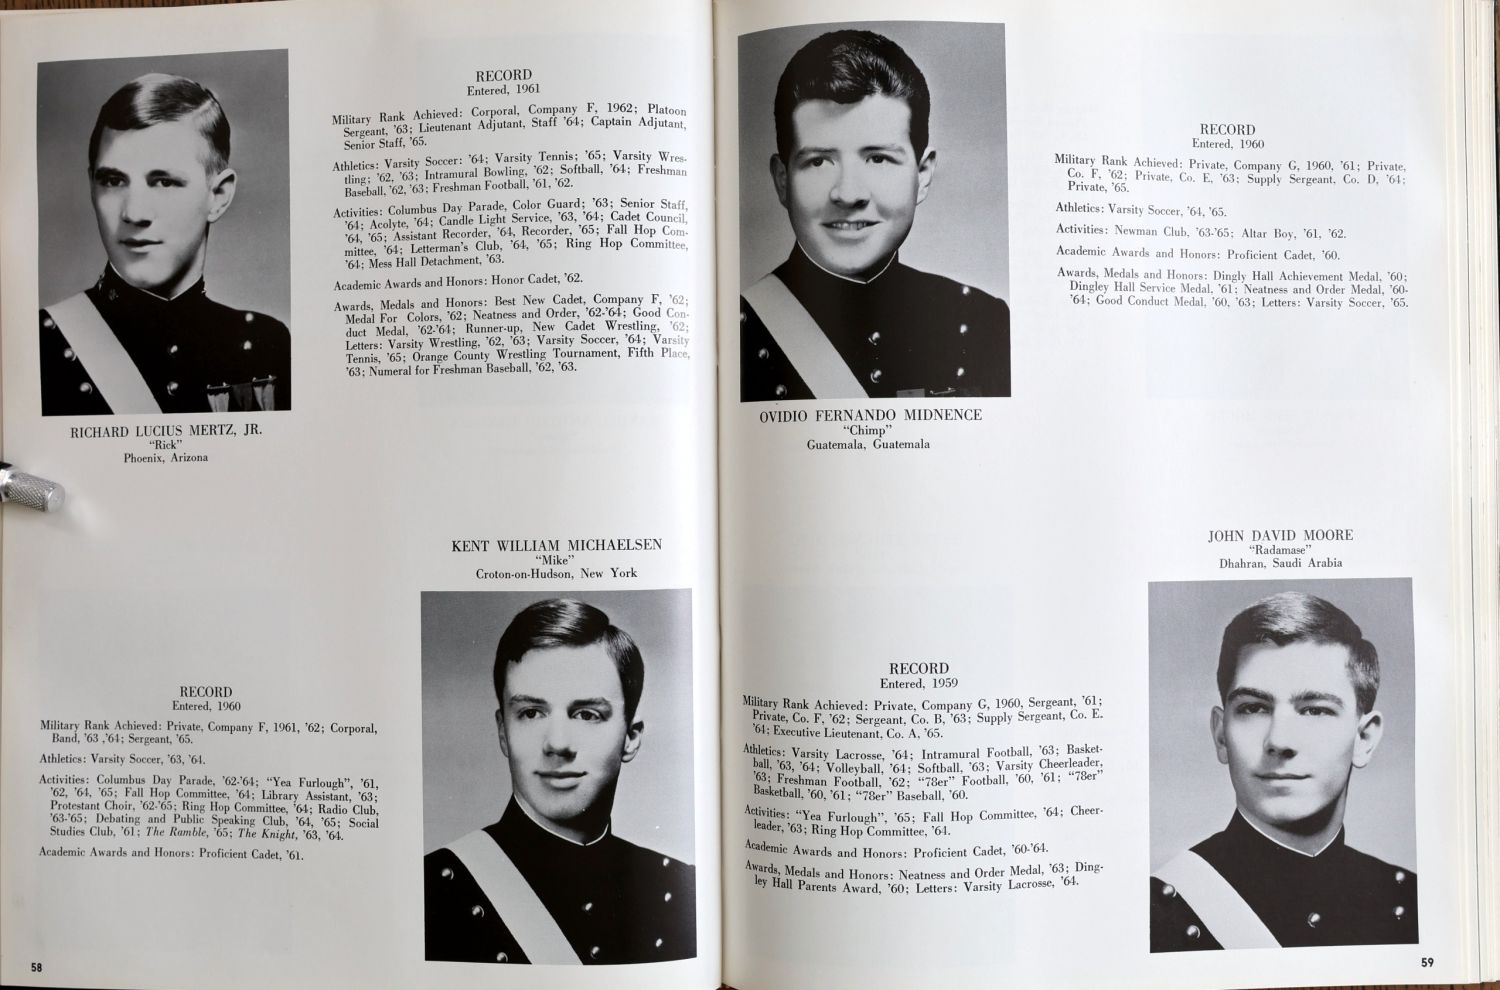 RECORD
Entered, 1961
Military Rank Achieved: Corporal, Company F, 1962; Platoon
Sergeant, '63; Lieutenant Adjutant, Staff '64; Captain Adjutant,
Senior Staff, '65.
Athletics: Varsity Soccer: '64; Varsity Tennis; '65; Varsity Wres-
tling; '62, '63; Intramural Bowling, '62; Softball, '64; Freshman
Baseball, '62, '63; Freshman Football, '61, '62.
Activities: Columbus Day Parade, Color Guard; '63; Senior Staff,
'64; Acolyte, '64; Candle Light Service, '63, '64; Cadet Council,
'64, '65; Assistant Recorder, '64, Recorder, '65; Fall Hop Com-
mittee, '64; Letterman's Club, '64, '65; Ring Hop Committee,
'64; Mess Hall Detachment, '63.
Academic Awards and Honors: Honor Cadet, '62.
Awards, Medals and Honors: Best New Cadet, Company F, '62;
Medal For Colors, '62; Neatness and Order, '62-'64; Good Con-
duct Medal, '62-'64; Runner-up, New Cadet Wrestling, '62;
Letters: Varsity Wrestling, '62, '63; Varsity Soccer, '64; Varsity
Tennis, '65; Orange County Wrestling Tournament, Fifth Place,
'63; Numeral for Freshman Baseball, '62, '63.
RICHARD LUCIUS MERTZ, JR.
"Rick"
Phoenix, Arizona
KENT WILLIAM MICHAELSEN
"Mike"
Croton-on-Hudson, New York
RECORD
Entered, 1960
Military Rank Achieved: Private, Company F, 1961, '62; Corporal,
Band, '63 ,'64; Sergeant, '65.
Athletics: Varsity Soccer, '63, '64.
Activities: Columbus Day Parade, '62-'64; "Yea Furlough", '61,
'62, '64, '65; Fall Hop Committee, '64; Library Assistant, '63;
Protestant Choir, '62-'65; Ring Hop Committee, '64; Radio Club,
'63-'65; Debating and Public Speaking Club, '64, '65; Social
Studies Club, '61; The Ramble, '65; The Knight, '63, '64.
Academic Awards and Honors: Proficient Cadet, '61.
58
RECORD
Entered, 1960
Military Rank Achieved: Private, Company G, 1960, '61; Private,
Co. F, '62; Private, Co. E, '63; Supply Sergeant, Co. D, '64;
Private, '65.
Athletics: Varsity Soccer, '64, '65.
Activities: Newman Club, '63-'65; Altar Boy, '61, '62.
Academic Awards and Honors: Proficient Cadet, '60.
Awards, Medals and Honors: Dingly Hall Achievement Medal, '60;
Dingley Hall Service Medal, '61; Neatness and Order Medal, '60-
'64; Good Conduct Medal, '60, '63; Letters: Varsity Soccer, '65.
OVIDIO FERNANDO MIDNENCE
"Chimp"
Guatemala, Guatemala
JOHN DAVID MOORE
"Radamase"
Dhahran, Saudi Arabia
RECORD
Entered, 1959
Military Rank Achieved: Private, Company G, 1960, Sergeant, '61;
Private, Co. F, '62; Sergeant, Co. B, '63; Supply Sergeant, Co. E.
'64; Executive Lieutenant, Co. A, '65.
Athletics: Varsity Lacrosse, '64; Intramural Football, '63; Basket-
ball, '63, '64; Volleyball, '64; Softball, '63; Varsity Cheerleader,
'63; Freshman Football, '62; "78er" Football, '60, '61; "78er"
Basketball, '60, '61; "78er" Baseball, '60.
Activities: "Yea Furlough", '65; Fall Hop Committee, '64; Cheer-
leader, '63; Ring Hop Committee, '64.
Academic Awards and Honors: Proficient Cadet, '60-'64.
Awards, Medals and Honors: Neatness and Order Medal, '63; Ding-
ley Hall Parents Award, '60; Letters: Varsity Lacrosse, '64.
59